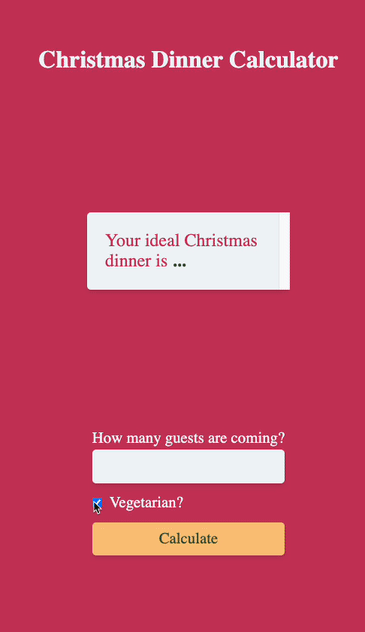 Christmas Dinner Calculator
Your ideal Christmas
dinner is ...
How many guests are coming?
Vegetarian?
Calculate